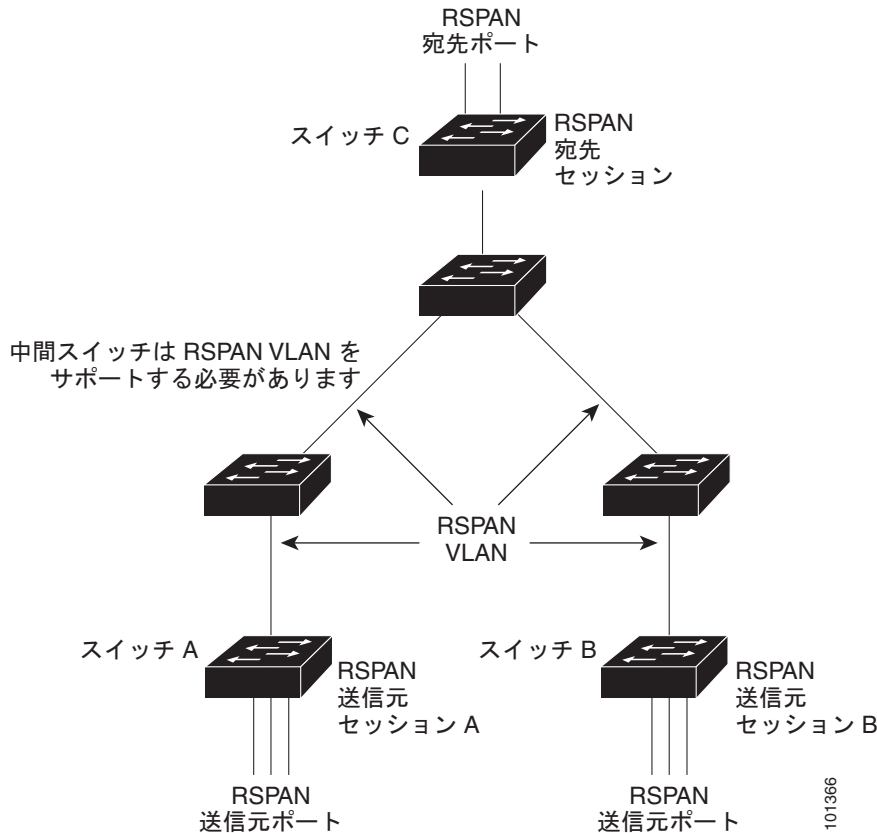 RSPAN
宛先ポート
スイッチ C
RSPAN
宛先
セッション
中間スイッチは RSPAN VLAN を
サポートする必要があります
RSPAN
VLAN
スイッチ A
RSPAN
送信元
セッション A
スイッチ B
RSPAN
送信元
セッション B
RSPAN
送信元ポート
RSPAN
送信元ポート
101366